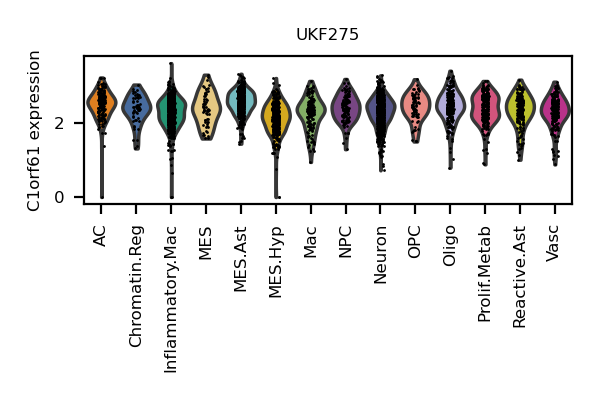 UKF275
C1orf61 expression
2
0
AC
Chromatin.Reg
Inflammatory.Mac
MES
MES.Ast
MES.Hyp
Mac
NPC
Neuron
OPC
Oligo
Prolif.Metab
Reactive.Ast
Vasc